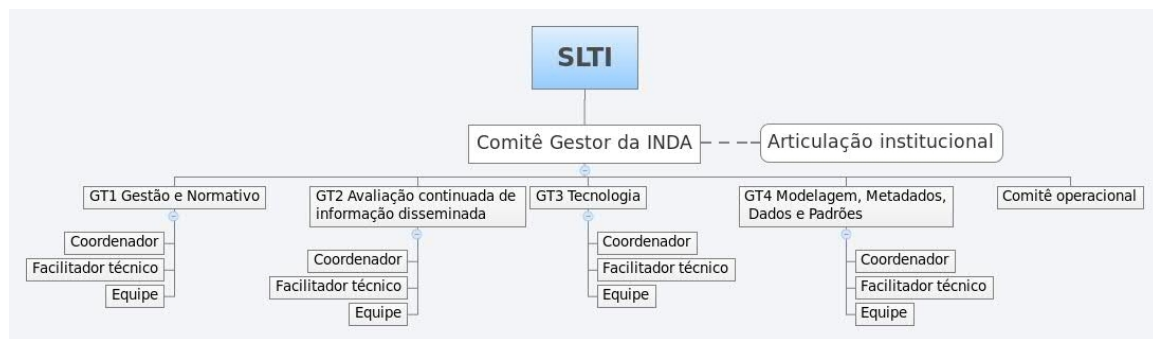 SLTI
Comitê Gestor da INDA
Articulação institucional
GT1 Gestão e Normativo
Coordenador
Facilitador técnico
Equipe
GT2 Avaliação continuada de
informação disseminada
Coordenador
Facilitador técnico
Equipe
GT3 Tecnologia
Coordenador
Facilitador técnico
Equipe
GT4 Modelagem, Metadados,
Dados e Padrões
Coordenador
Facilitador técnico
Equipe
Comitê operacional